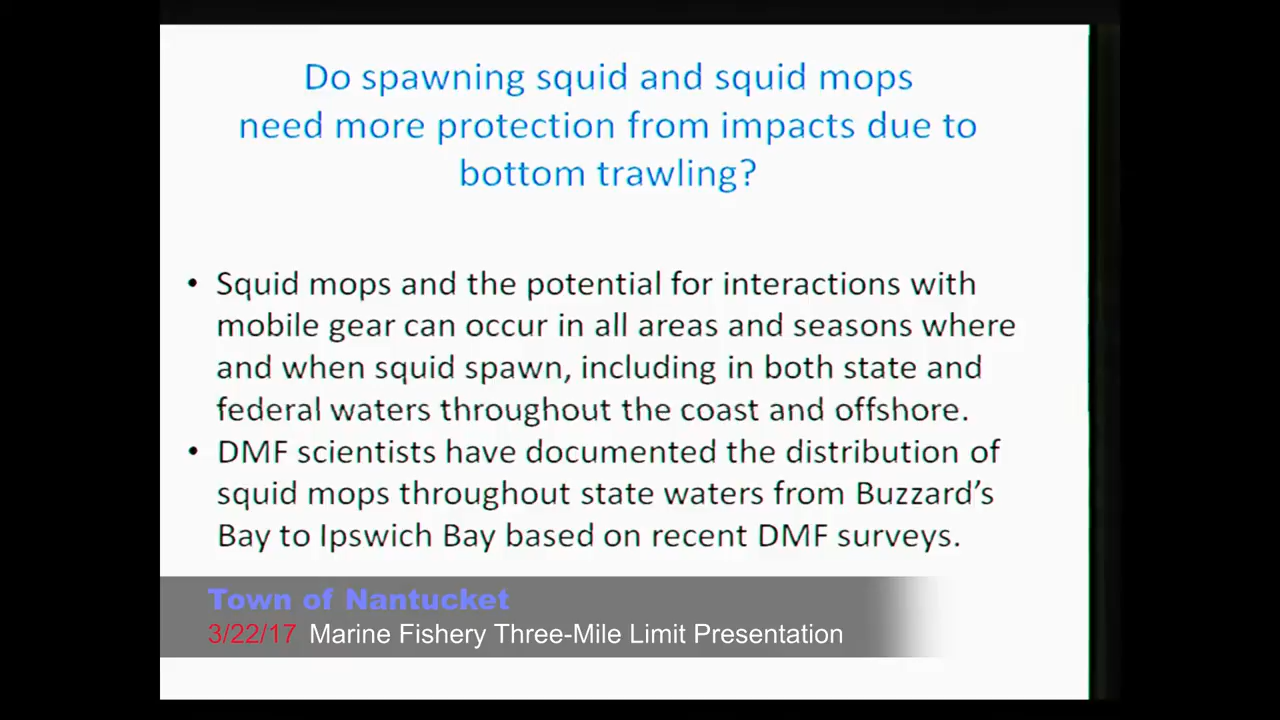 Do spawning squid and squid mops
need more protection from impacts due to
bottom trawling?
• Squid mops and the potential for interactions with
mobile gear can occur in all areas and seasons where
and when squid spawn, including in both state and
federal waters throughout the coast and offshore.
• DMF scientists have documented the distribution of
squid mops throughout state waters from Buzzard’s
Bay to Ipswich Bay based on recent DMF surveys.
Town of Nantucket
3/22/17 Marine Fishery Three-Mile Limit Presentation